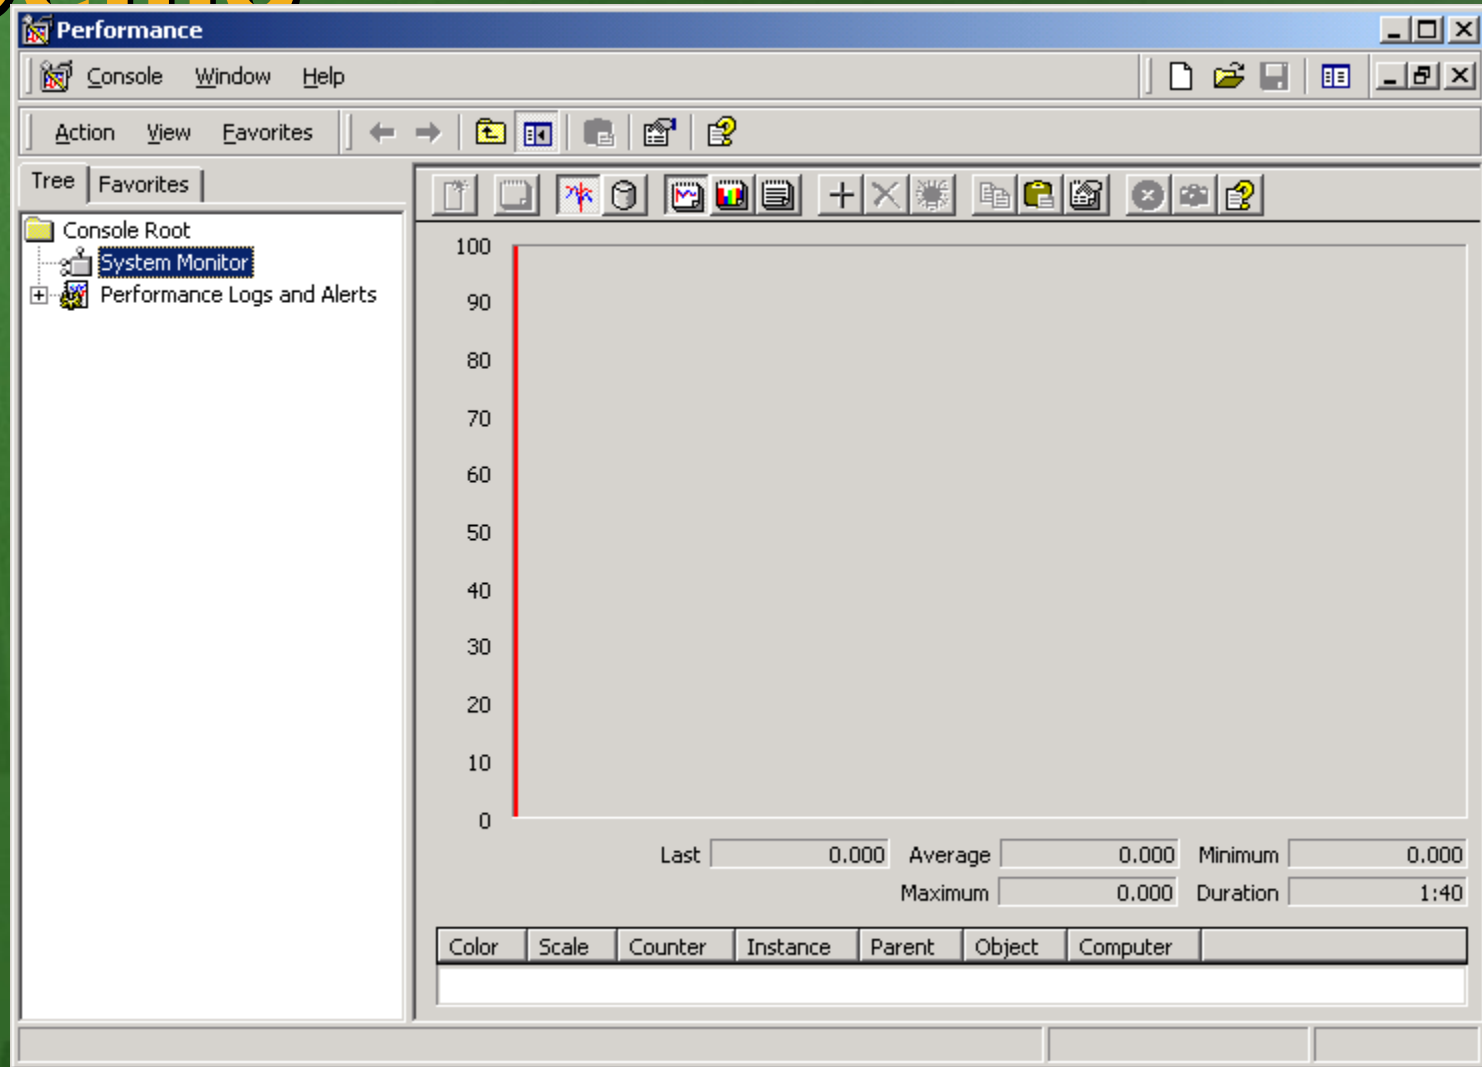 Performance
Console Window Help
Action View Favorites
Tree Favorites
Console Root
System Monitor
Performance Logs and Alerts
100
90
80
70
60
50
40
30
20
10
0
Last 0.000 Average 0.000 Minimum 0.000
Maximum 0.000 Duration 1:40
Color Scale Counter Instance Parent Object Computer